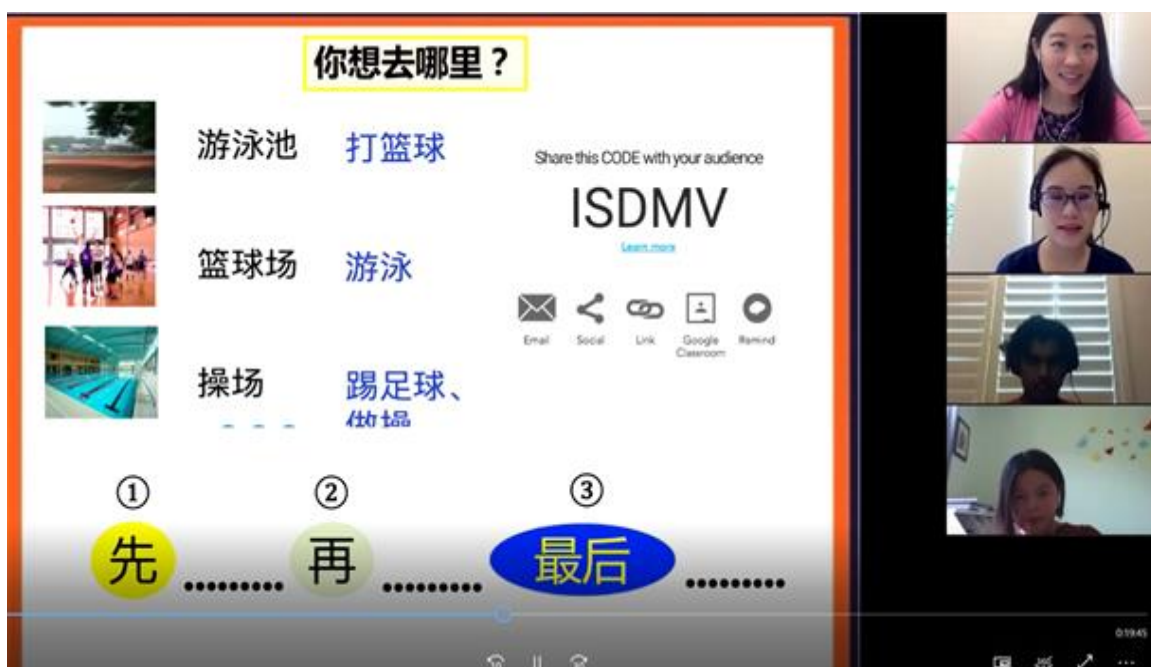 你想去哪里？
游泳池 打篮球
篮球场 游泳
操场 踢足球、
做操
Share this CODE with your audience
ISDMV
Learn more
Email Social Link Google Classroom Remind
① ② ③
先 ......... 再 ......... 最后 .........
0:19:45